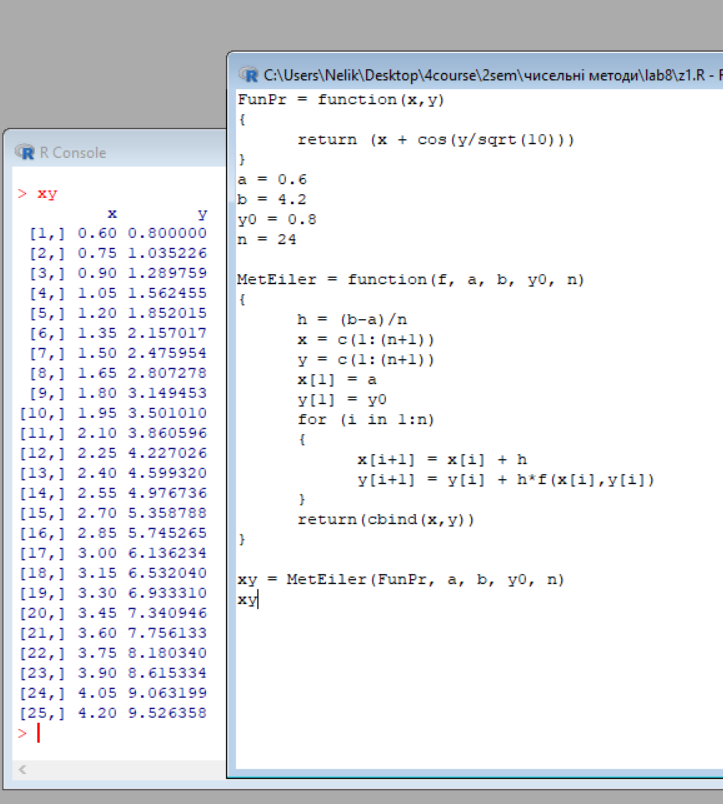 R Console
> xy
x y
[1,] 0.60 0.800000
[2,] 0.75 1.035226
[3,] 0.90 1.289759
[4,] 1.05 1.562455
[5,] 1.20 1.852015
[6,] 1.35 2.157017
[7,] 1.50 2.475954
[8,] 1.65 2.807278
[9,] 1.80 3.149453
[10,] 1.95 3.501010
[11,] 2.10 3.860596
[12,] 2.25 4.227026
[13,] 2.40 4.599320
[14,] 2.55 4.976736
[15,] 2.70 5.358788
[16,] 2.85 5.745265
[17,] 3.00 6.136234
[18,] 3.15 6.532040
[19,] 3.30 6.933310
[20,] 3.45 7.340946
[21,] 3.60 7.756133
[22,] 3.75 8.180340
[23,] 3.90 8.615334
[24,] 4.05 9.063199
[25,] 4.20 9.526358
>
C:\Users\Nelik\Desktop\4course\2sem\чисельні методи\lab8\z1.R -
FunPr = function(x,y)
{
return (x + cos(y/sqrt(10)))
}
a = 0.6
b = 4.2
y0 = 0.8
n = 24
MetEiler = function(f, a, b, y0, n)
{
h = (b-a)/n
x = c(1:(n+1))
y = c(1:(n+1))
x[1] = a
y[1] = y0
for (i in 1:n)
{
x[i+1] = x[i] + h
y[i+1] = y[i] + h*f(x[i],y[i])
}
return(cbind(x,y))
}
xy = MetEiler(FunPr, a, b, y0, n)
xy